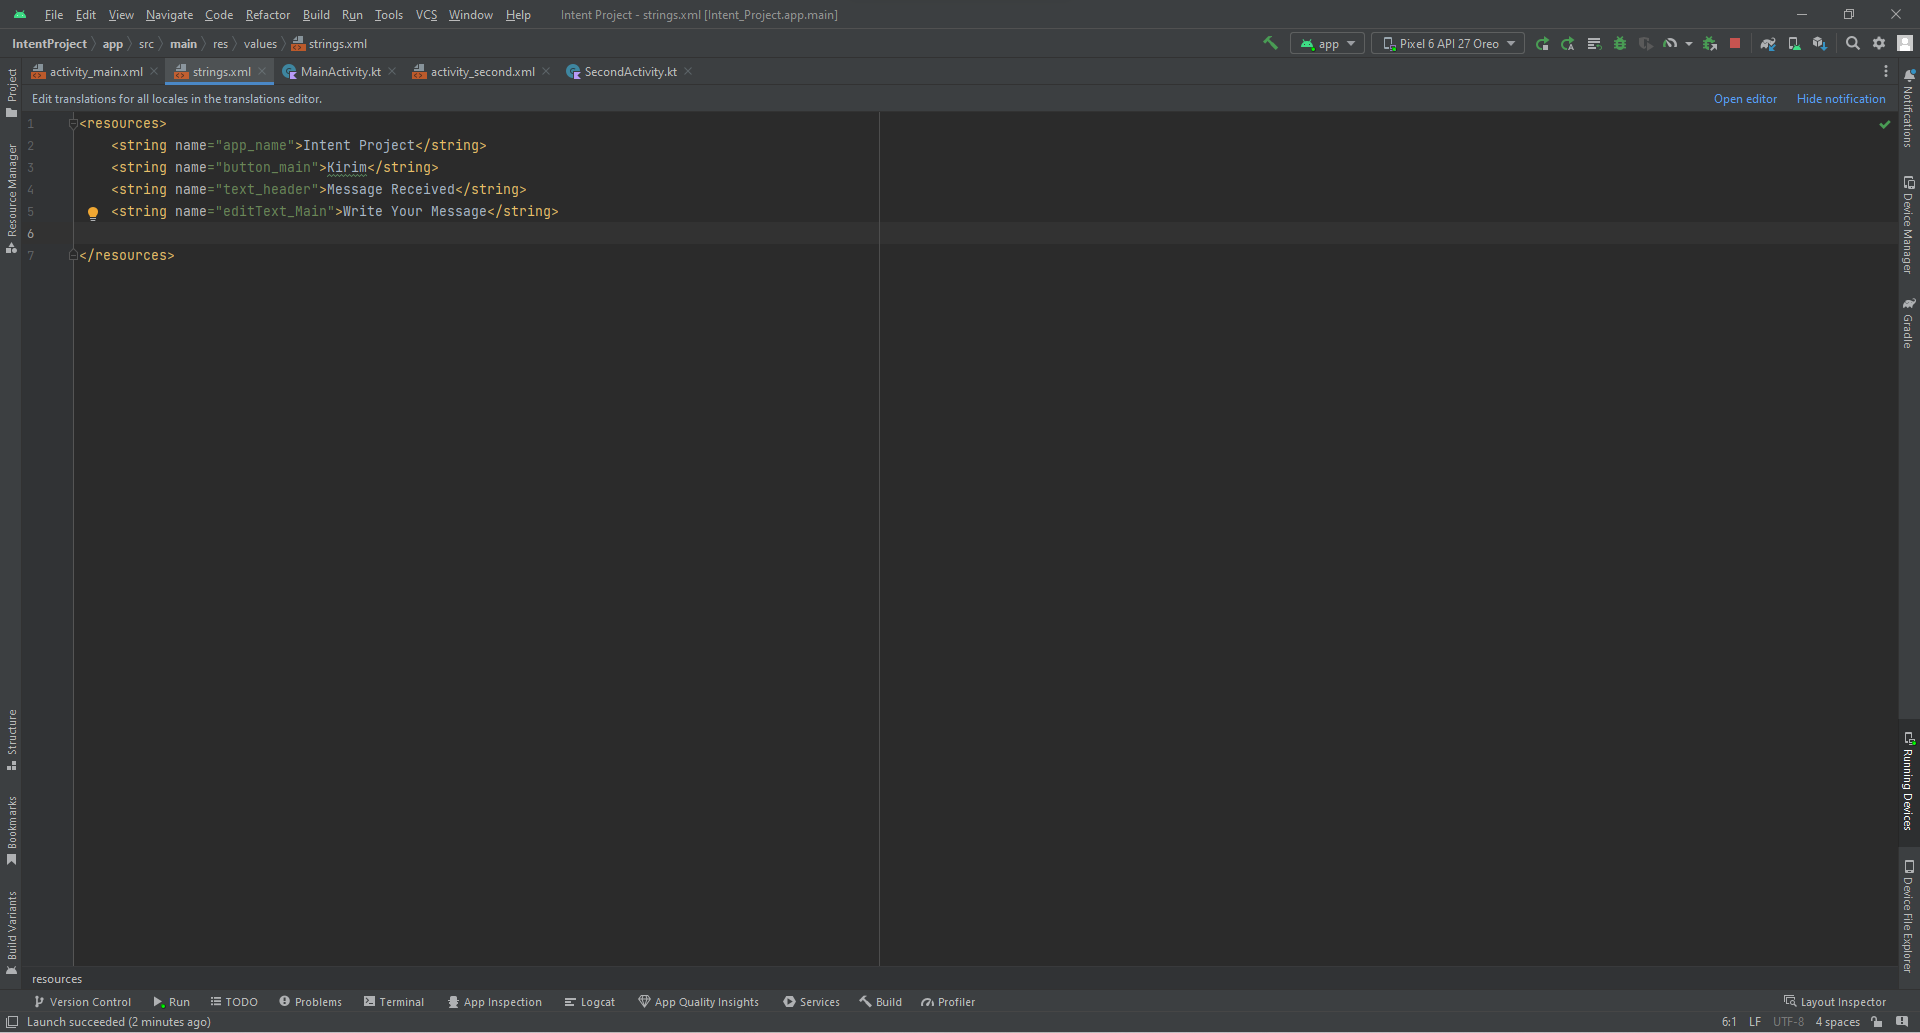 File Edit View Navigate Code Refactor Build Run Tools VCS Window Help Intent Project - strings.xml [Intent_Project.app.main]
IntentProject app src main res values strings.xml app Pixel 6 API 27 Oreo
activity_main.xml strings.xml MainActivity.kt activity_second.xml SecondActivity.kt
Edit translations for all locales in the translations editor. Open editor Hide notification
1 <resources>
2 <string name="app_name">Intent Project</string>
3 <string name="button_main">Kirim</string>
4 <string name="text_header">Message Received</string>
5 <string name="editText_Main">Write Your Message</string>
6
7 </resources>
Project
Resource Manager
Structure
Bookmarks
Build Variants
Notifications
Device Manager
Gradle
Running Devices
Device File Explorer
resources
Version Control Run TODO Problems Terminal App Inspection Logcat App Quality Insights Services Build Profiler Layout Inspector
Launch succeeded (2 minutes ago) 6:1 LF UTF-8 4 spaces